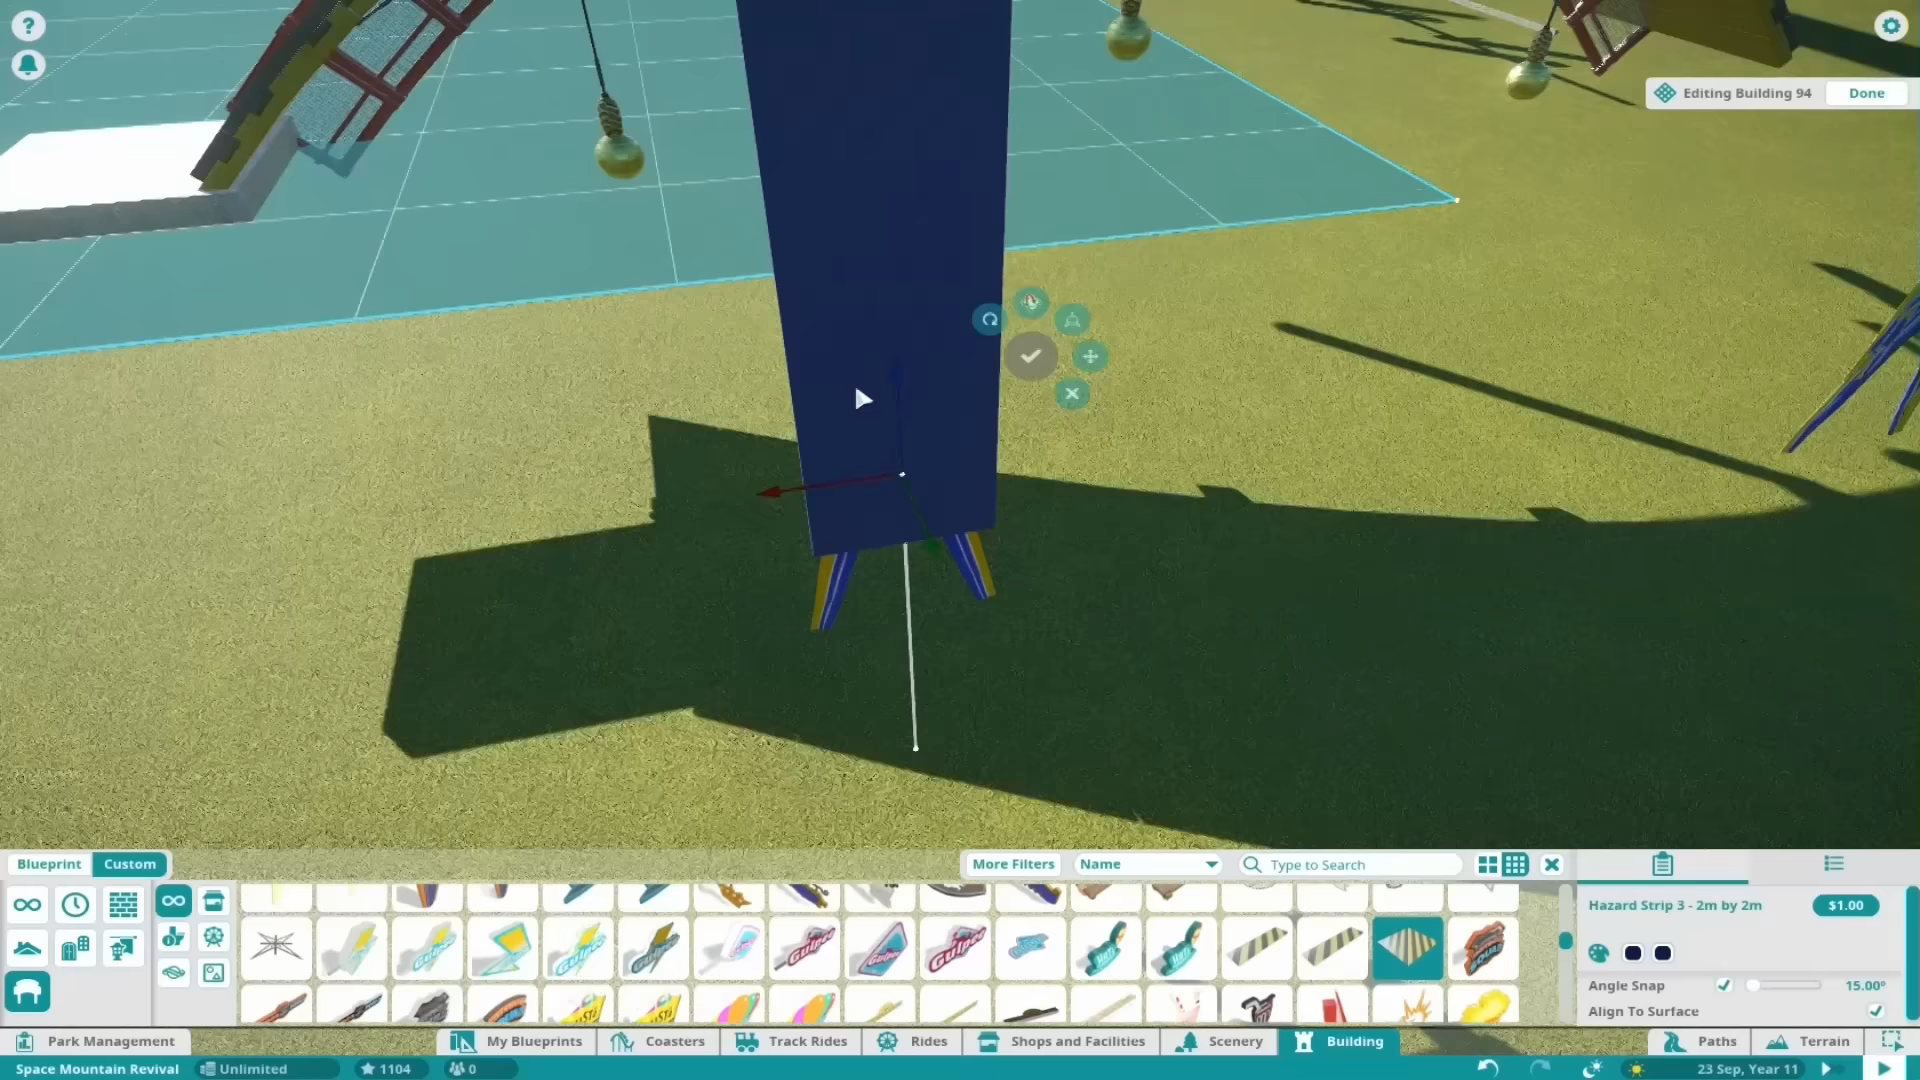 ?
Editing Building 94
Done
Blueprint
Custom
More Filters
Name
Type to Search
Hazard Strip 3 - 2m by 2m
$1.00
Angle Snap
15.00°
Align To Surface
Gulpee
Gulpee
Park Management
My Blueprints
Coasters
Track Rides
Rides
Shops and Facilities
Scenery
Building
Paths
Terrain
Space Mountain Revival
Unlimited
1104
0
23 Sep, Year 11